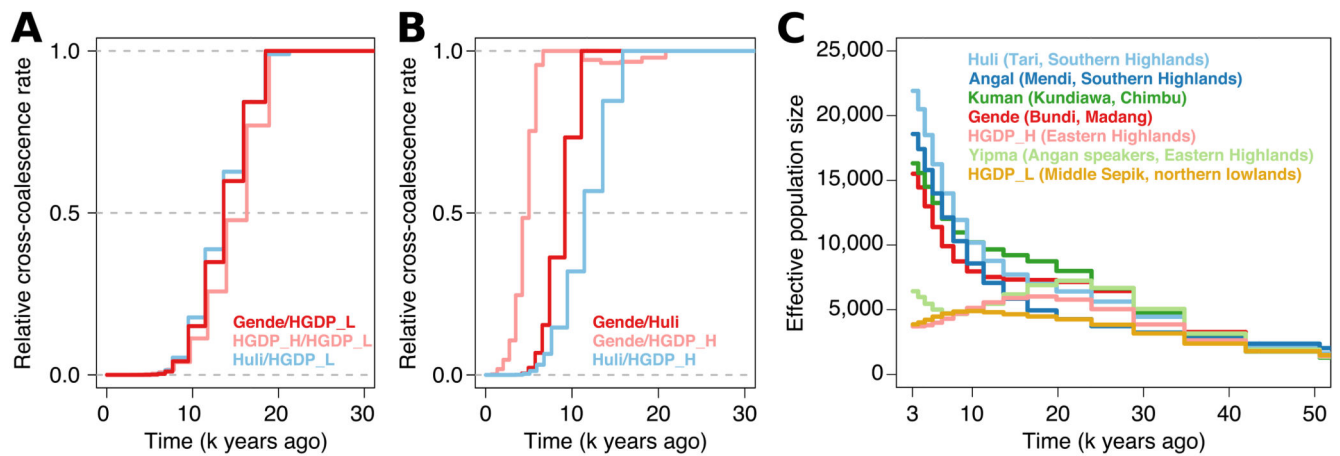 A
Relative cross-coalescence rate
1.0
0.5
0.0
Gende/HGDP_L
HGDP_H/HGDP_L
Huli/HGDP_L
0 10 20 30
Time (k years ago)
B
Relative cross-coalescence rate
1.0
0.5
0.0
Gende/Huli
Gende/HGDP_H
Huli/HGDP_H
0 10 20 30
Time (k years ago)
C
Effective population size
25,000
20,000
15,000
10,000
5,000
0
Huli (Tari, Southern Highlands)
Angal (Mendi, Southern Highlands)
Kuman (Kundiawa, Chimbu)
Gende (Bundi, Madang)
HGDP_H (Eastern Highlands)
Yipma (Angan speakers, Eastern Highlands)
HGDP_L (Middle Sepik, northern lowlands)
3 10 20 30 40 50
Time (k years ago)